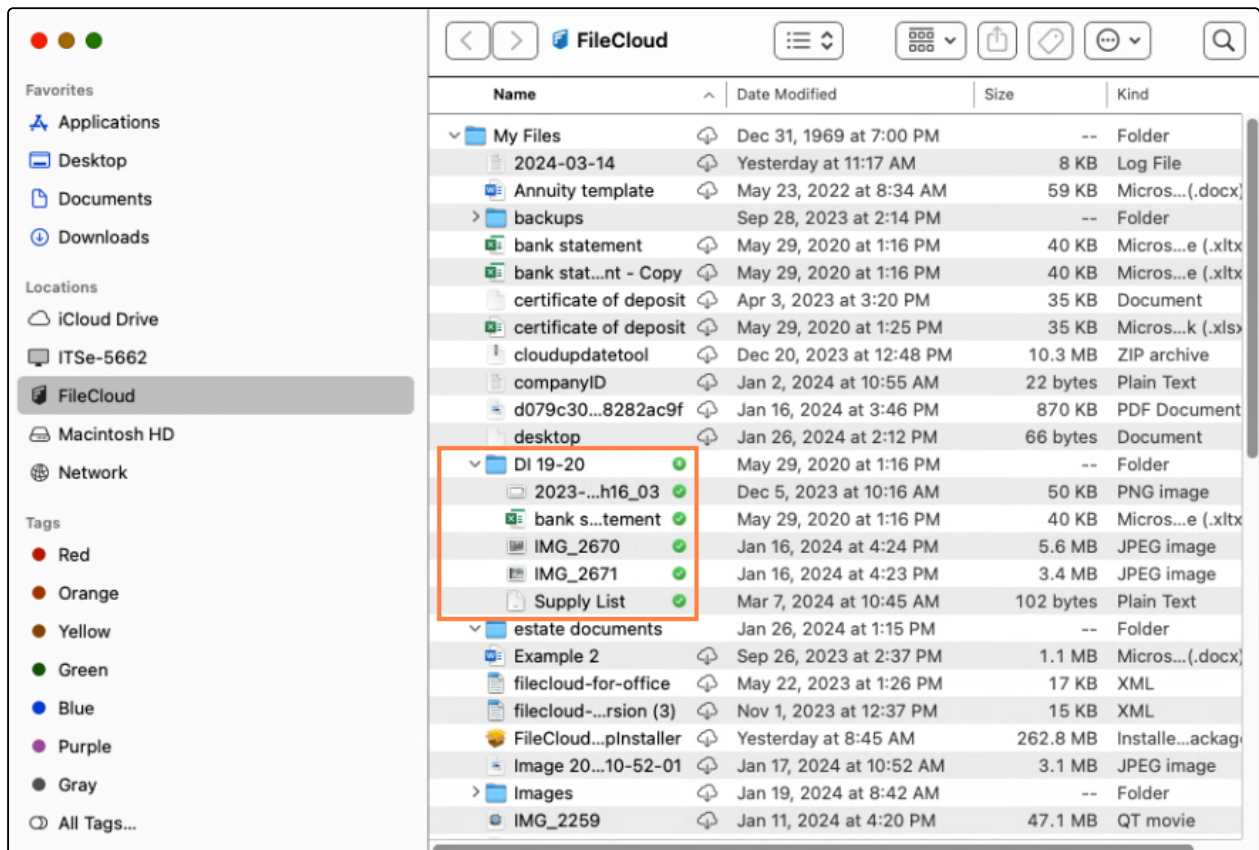 FileCloud
Favorites
Applications
Desktop
Documents
Downloads
Locations
iCloud Drive
ITSe-5662
FileCloud
Macintosh HD
Network
Tags
Red
Orange
Yellow
Green
Blue
Purple
Gray
All Tags...
Name Date Modified Size Kind
My Files Dec 31, 1969 at 7:00 PM -- Folder
2024-03-14 Yesterday at 11:17 AM 8 KB Log File
Annuity template May 23, 2022 at 8:34 AM 59 KB Micros...(.docx)
backups Sep 28, 2023 at 2:14 PM -- Folder
bank statement May 29, 2020 at 1:16 PM 40 KB Micros...e (.xltx
bank stat...nt - Copy May 29, 2020 at 1:16 PM 40 KB Micros...e (.xltx
certificate of deposit Apr 3, 2023 at 3:20 PM 35 KB Document
certificate of deposit May 29, 2020 at 1:25 PM 35 KB Micros...k (.xlsx
cloudupdatetool Dec 20, 2023 at 12:48 PM 10.3 MB ZIP archive
companyID Jan 2, 2024 at 10:55 AM 22 bytes Plain Text
d079c30...8282ac9f Jan 16, 2024 at 3:46 PM 870 KB PDF Document
desktop Jan 26, 2024 at 2:12 PM 66 bytes Document
DI 19-20 May 29, 2020 at 1:16 PM -- Folder
2023-...h16_03 Dec 5, 2023 at 10:16 AM 50 KB PNG image
bank s...tement May 29, 2020 at 1:16 PM 40 KB Micros...e (.xltx
IMG_2670 Jan 16, 2024 at 4:24 PM 5.6 MB JPEG image
IMG_2671 Jan 16, 2024 at 4:23 PM 3.4 MB JPEG image
Supply List Mar 7, 2024 at 10:45 AM 102 bytes Plain Text
estate documents Jan 26, 2024 at 1:15 PM -- Folder
Example 2 Sep 26, 2023 at 2:37 PM 1.1 MB Micros...(.docx)
filecloud-for-office May 22, 2023 at 1:26 PM 17 KB XML
filecloud-...rsion (3) Nov 1, 2023 at 12:37 PM 15 KB XML
FileCloud...pInstaller Yesterday at 8:45 AM 262.8 MB Installe...ackag
Image 20...10-52-01 Jan 17, 2024 at 10:52 AM 3.1 MB JPEG image
Images Jan 19, 2024 at 8:42 AM -- Folder
IMG_2259 Jan 11, 2024 at 4:20 PM 47.1 MB QT movie